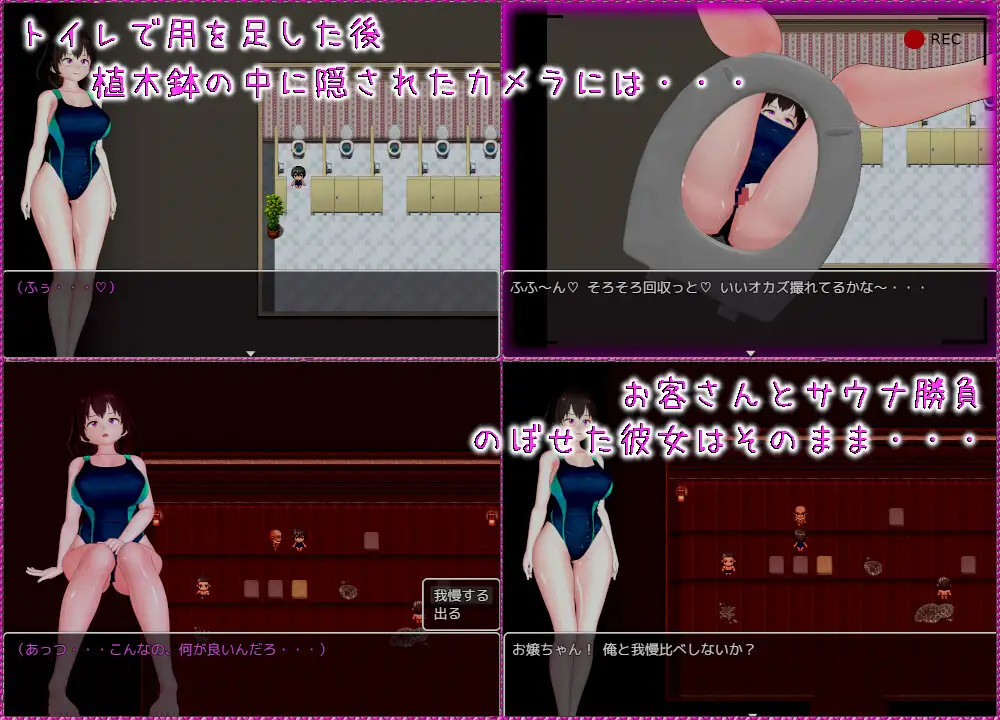 トイレで用を足した後
植木鉢の中に隠されたカメラには・・・
REC
（ふぅ・・・♡）
ふふ～ん♡ そろそろ回収っと♡ いいオカズ撮れてるかな～・・・
お客さんとサウナ勝負
のぼせた彼女はそのまま・・・
我慢する
出る
（あっつ・・・こんなの、何が良いんだろ・・・）
お嬢ちゃん！ 俺と我慢比べしないか？